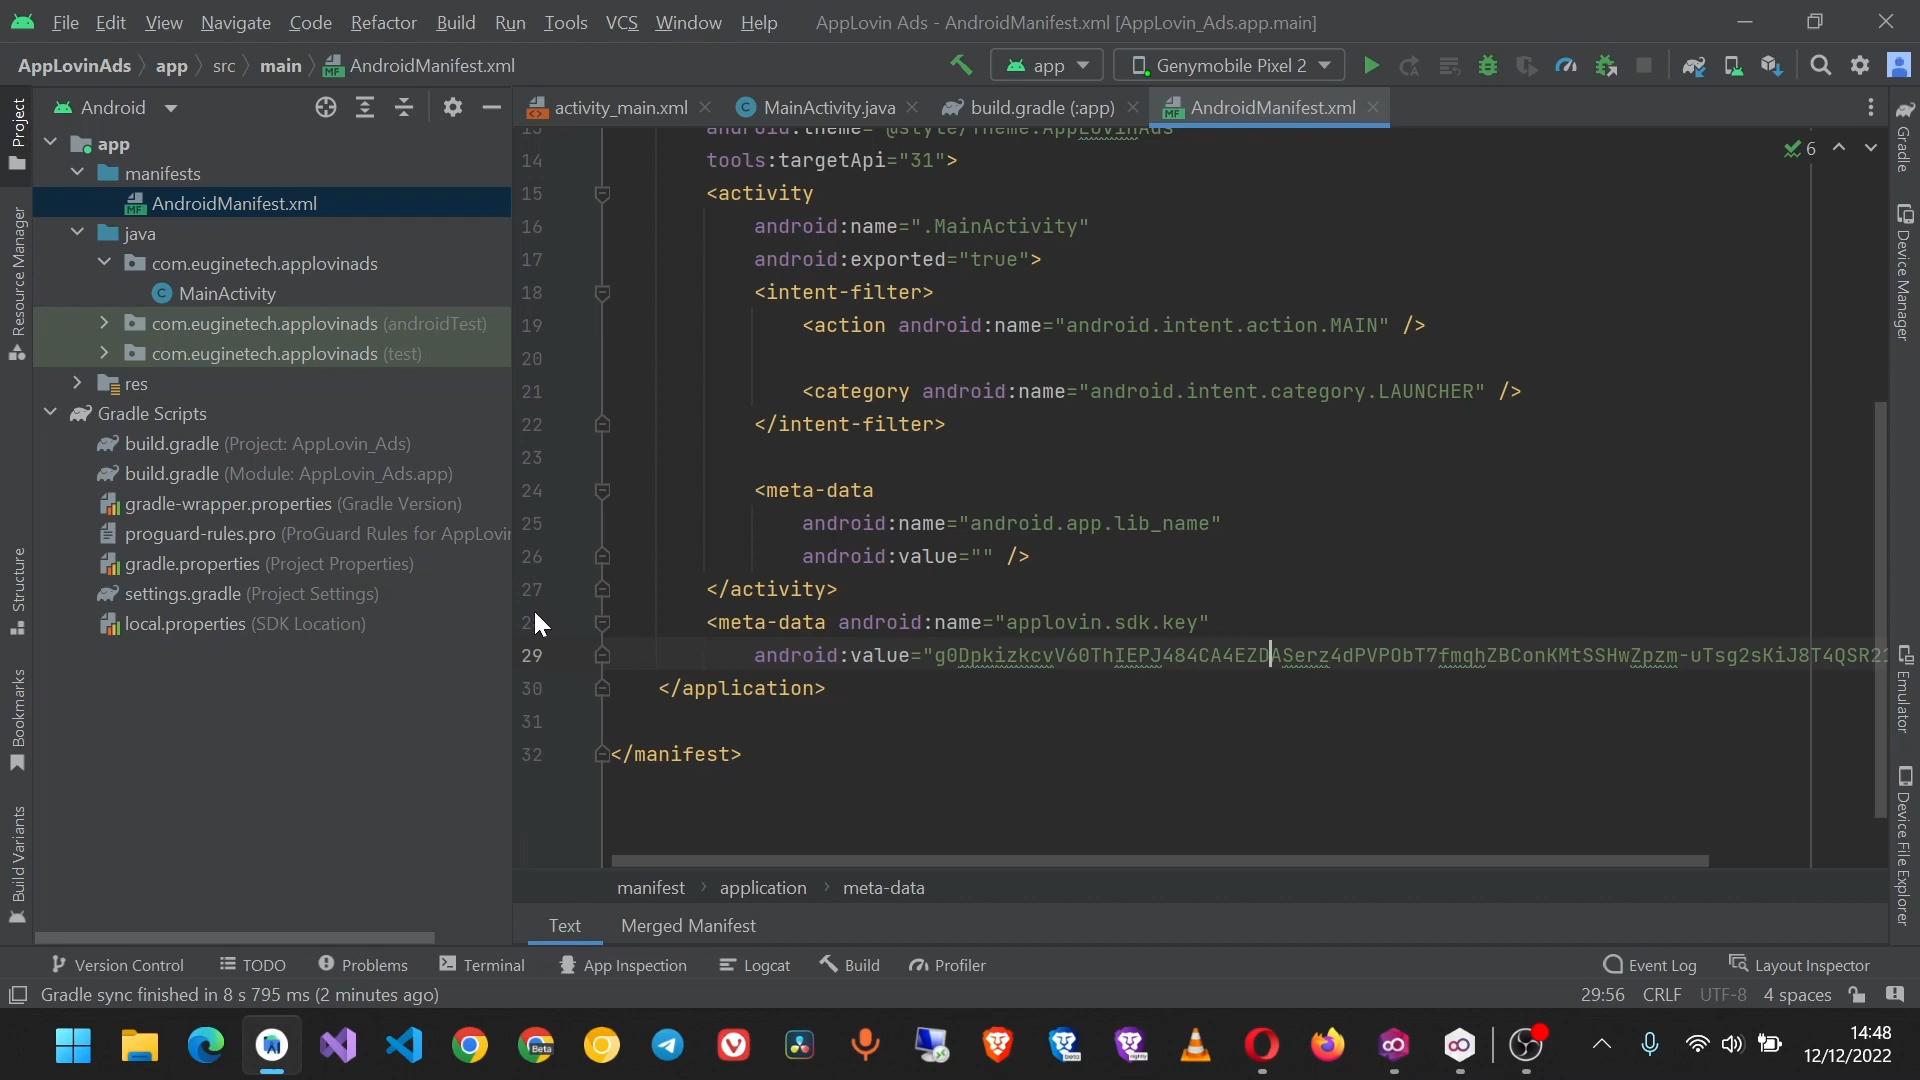 File Edit View Navigate Code Refactor Build Run Tools VCS Window Help AppLovin Ads - AndroidManifest.xml [AppLovin_Ads.app.main]
AppLovinAds app src main AndroidManifest.xml app Genymobile Pixel 2
Project
Android
activity_main.xml MainActivity.java build.gradle (:app) AndroidManifest.xml
app
manifests
AndroidManifest.xml
java
com.euginetech.applovinads
MainActivity
com.euginetech.applovinads (androidTest)
com.euginetech.applovinads (test)
res
Gradle Scripts
build.gradle (Project: AppLovin_Ads)
build.gradle (Module: AppLovin_Ads.app)
gradle-wrapper.properties (Gradle Version)
proguard-rules.pro (ProGuard Rules for AppLovin
gradle.properties (Project Properties)
settings.gradle (Project Settings)
local.properties (SDK Location)
Resource Manager
Structure
Bookmarks
Build Variants
13 android:theme="@style/Theme.AppLovinAds"
14 tools:targetApi="31">
15 <activity
16 android:name=".MainActivity"
17 android:exported="true">
18 <intent-filter>
19 <action android:name="android.intent.action.MAIN" />
20
21 <category android:name="android.intent.category.LAUNCHER" />
22 </intent-filter>
23
24 <meta-data
25 android:name="android.app.lib_name"
26 android:value="" />
27 </activity>
2 <meta-data android:name="applovin.sdk.key"
29 android:value="g0DpkizkcvV60ThIEPJ484CA4EZDASerz4dPVPObT7fmqhZBConKMtSSHwZpzm-uTsg2sKiJ8T4QSR21
30 </application>
31
32 </manifest>
6
Gradle
Device Manager
Emulator
Device File Explorer
manifest application meta-data
Text Merged Manifest
Version Control TODO Problems Terminal App Inspection Logcat Build Profiler Event Log Layout Inspector
Gradle sync finished in 8 s 795 ms (2 minutes ago) 29:56 CRLF UTF-8 4 spaces
14:48
12/12/2022